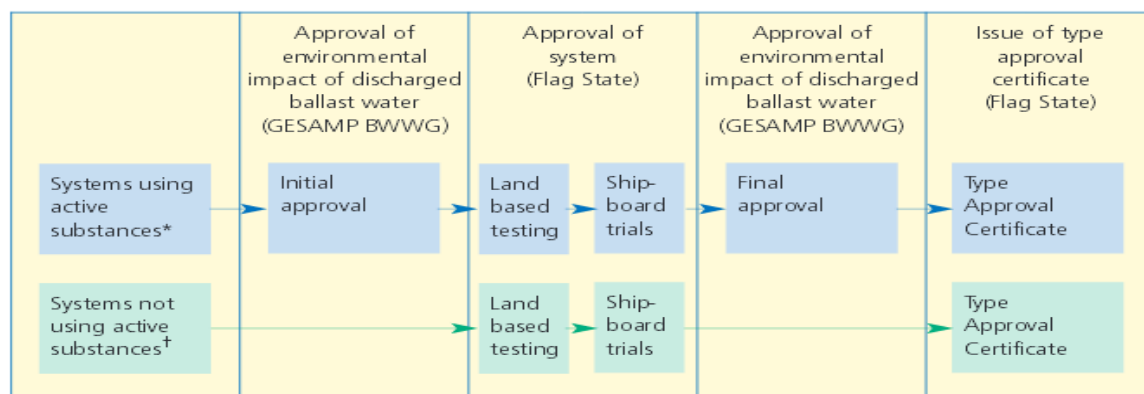 Approval of
environmental
impact of discharged
ballast water
(GESAMP BWWG)
Approval of
system
(Flag State)
Approval of
environmental
impact of discharged
ballast water
(GESAMP BWWG)
Issue of type
approval
certificate
(Flag State)
Systems using
active
substances*
Initial
approval
Land
based
testing
Ship-
board
trials
Final
approval
Type
Approval
Certificate
Systems not
using active
substances†
Land
based
testing
Ship-
board
trials
Type
Approval
Certificate